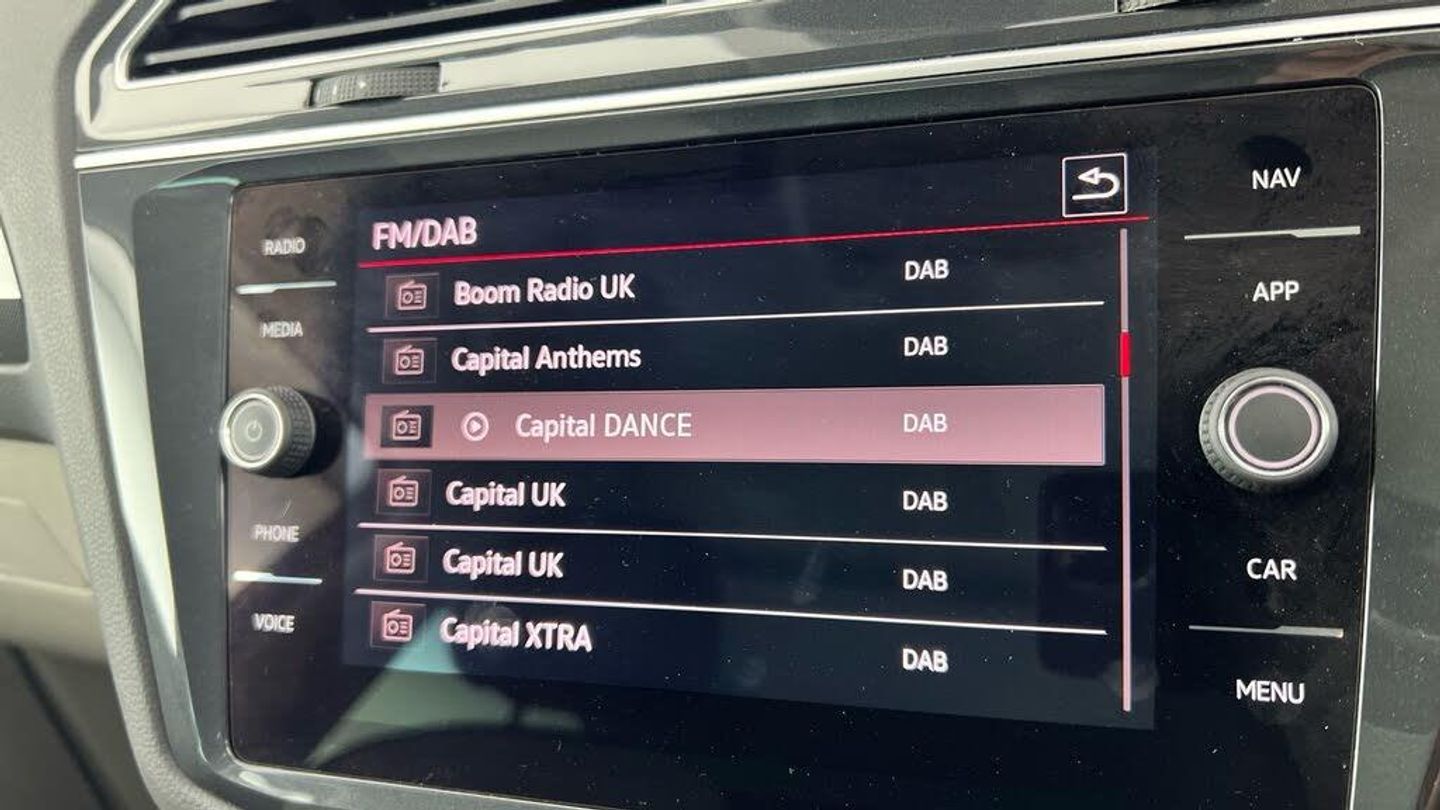 FM/DAB
Boom Radio UK DAB
Capital Anthems DAB
Capital DANCE DAB
Capital UK DAB
Capital UK DAB
Capital XTRA DAB
RADIO
MEDIA
PHONE
VOICE
NAV
APP
CAR
MENU